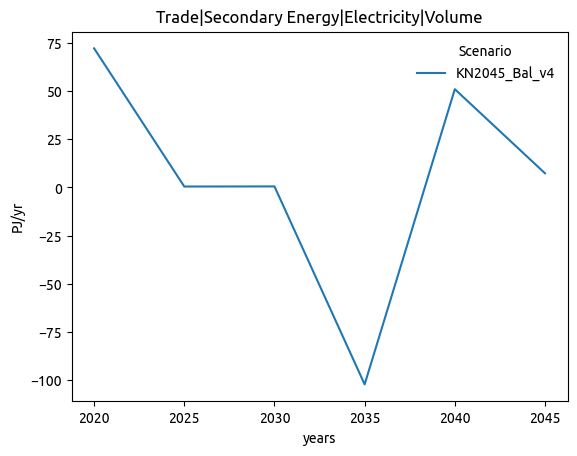 Trade|Secondary Energy|Electricity|Volume
Scenario
KN2045_Bal_v4
75
50
25
0
−25
−50
−75
−100
PJ/yr
2020 2025 2030 2035 2040 2045
years